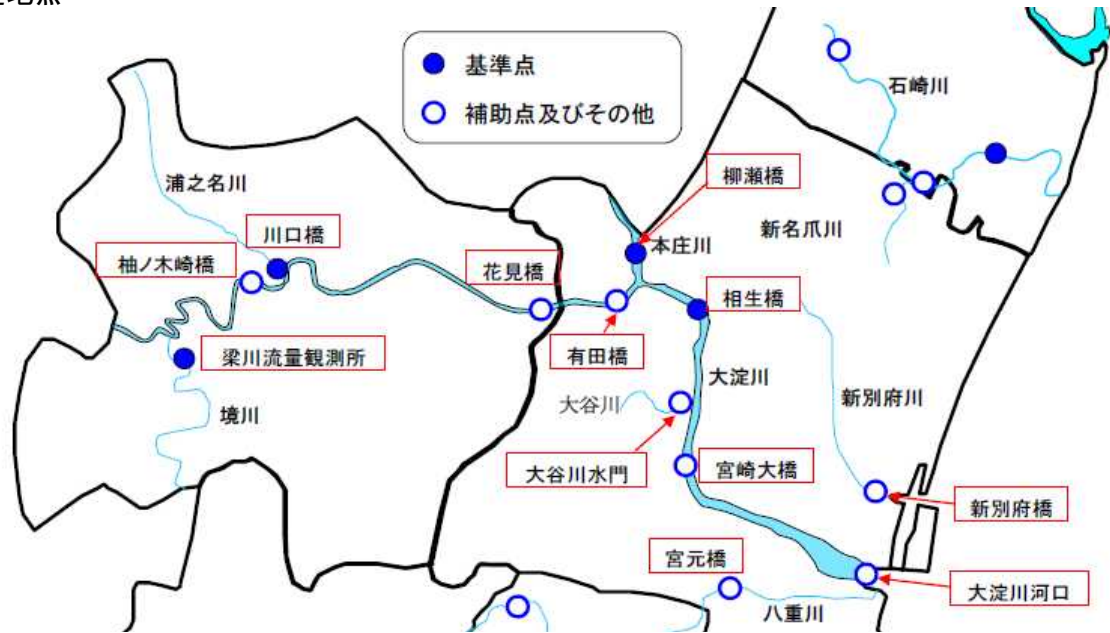 基準点
補助点及びその他
石崎川
柳瀬橋
浦之名川
川口橋
本庄川
新名爪川
柚ノ木崎橋
花見橋
相生橋
梁川流量観測所
有田橋
大淀川
大谷川
新別府川
境川
大谷川水門
宮崎大橋
新別府橋
宮元橋
大淀川河口
八重川